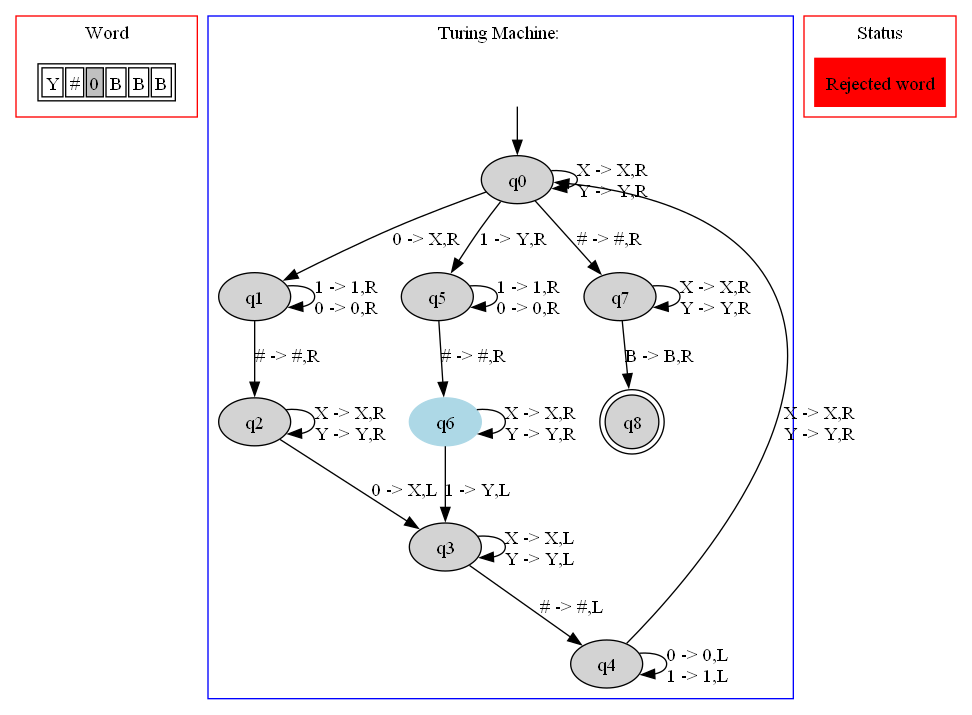 Word
Y # 0 B B B
Turing Machine:
Status
Rejected word
q0
X -> X,R
Y -> Y,R
0 -> X,R
1 -> Y,R
# -> #,R
q1
1 -> 1,R
0 -> 0,R
q5
1 -> 1,R
0 -> 0,R
q7
X -> X,R
Y -> Y,R
# -> #,R
# -> #,R
B -> B,R
q2
X -> X,R
Y -> Y,R
q6
X -> X,R
Y -> Y,R
q8
X -> X,R
Y -> Y,R
0 -> X,L
1 -> Y,L
q3
X -> X,L
Y -> Y,L
# -> #,L
q4
0 -> 0,L
1 -> 1,L